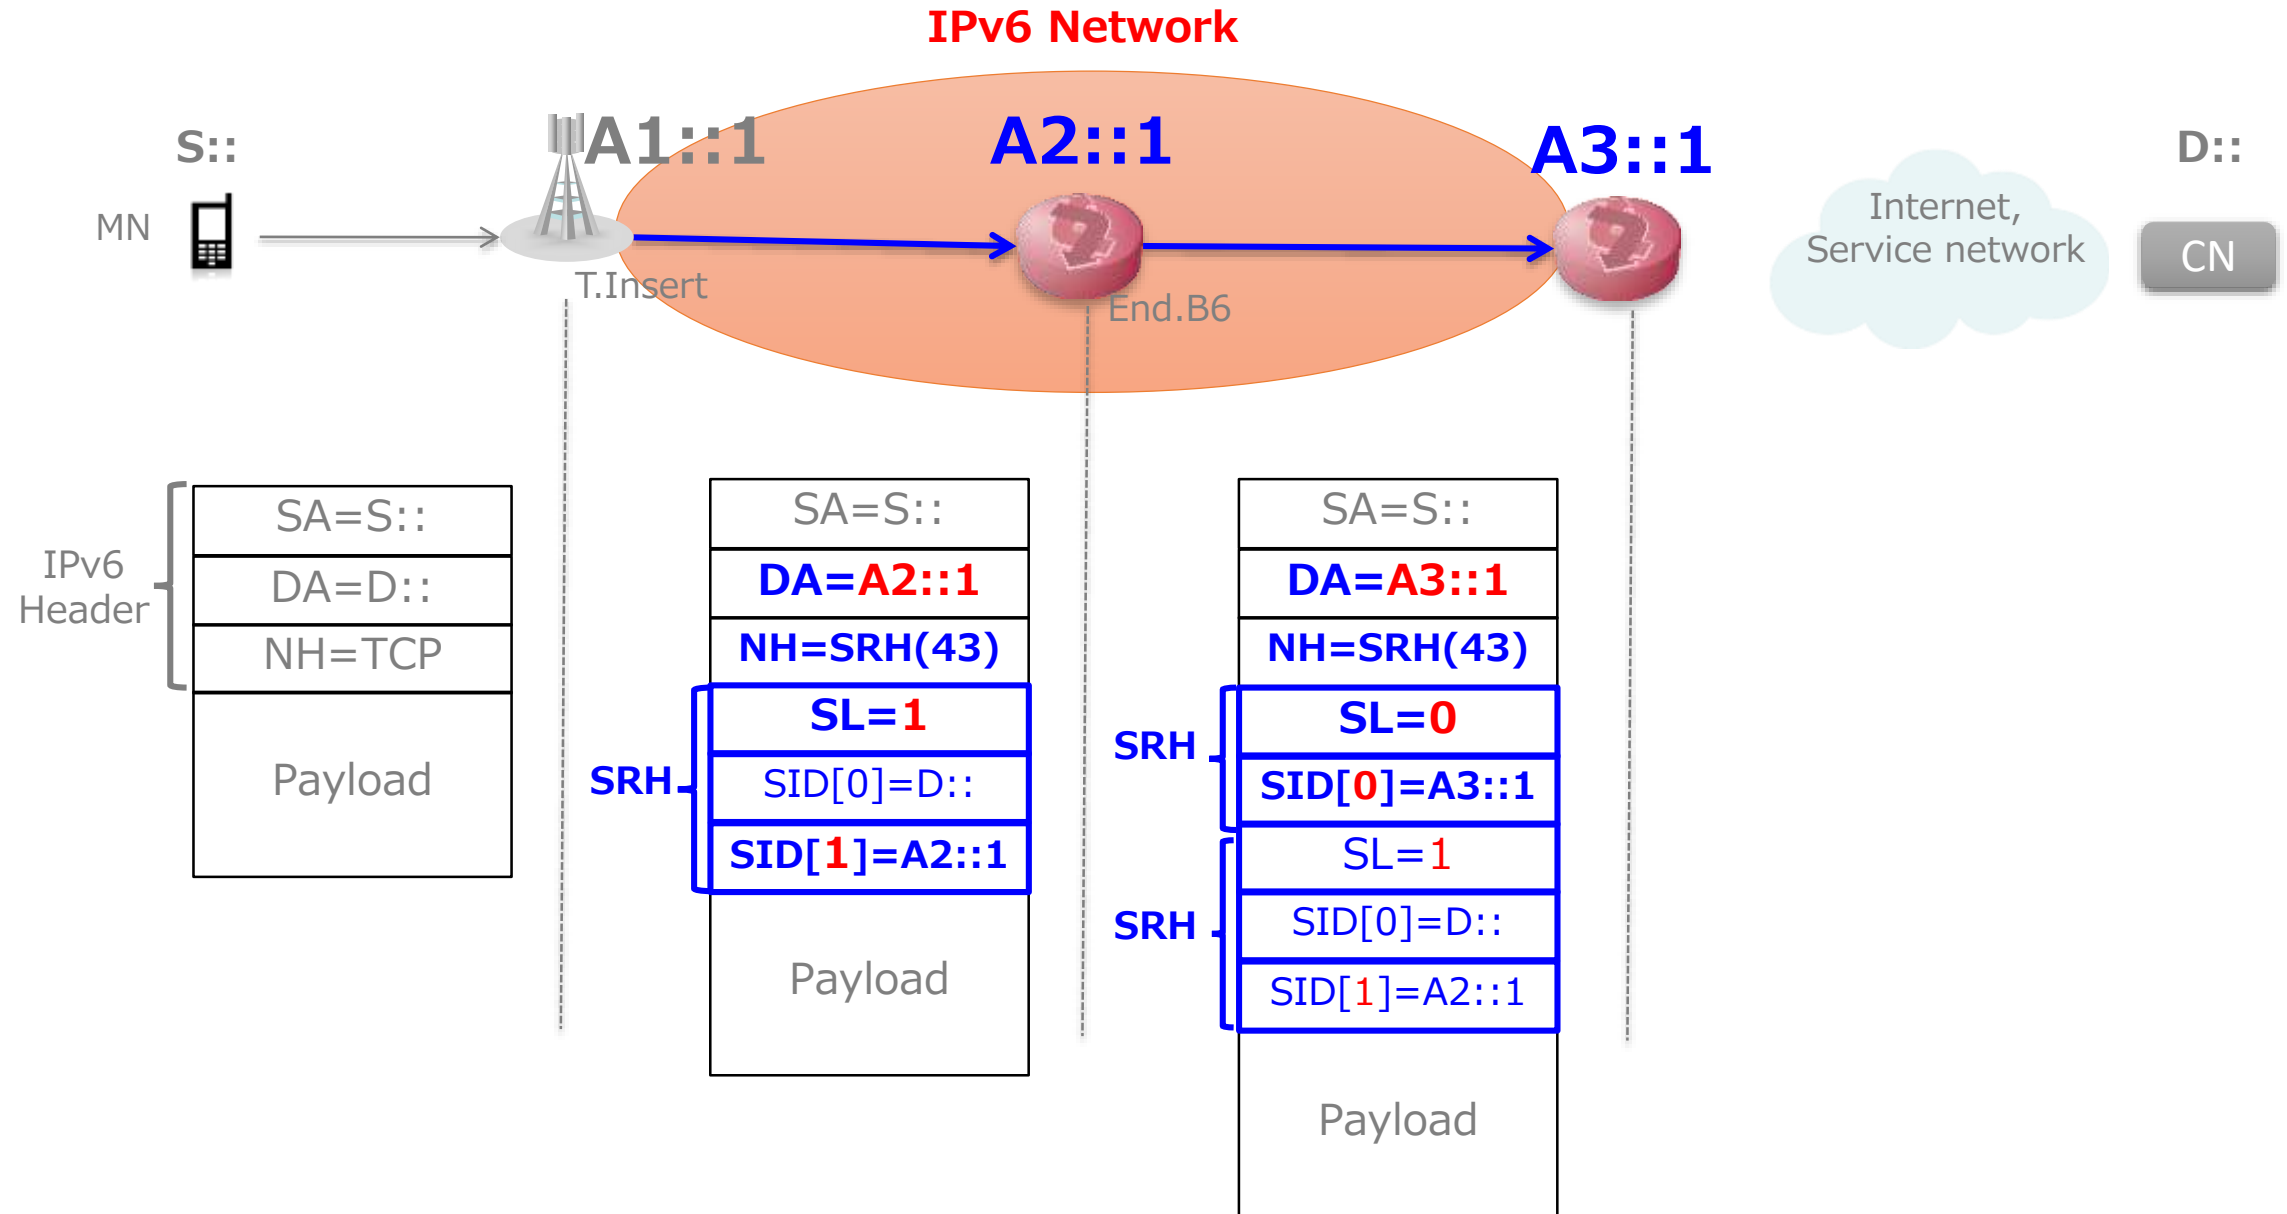 IPv6 Network
S::
A1::1
A2::1
A3::1
D::
MN
Internet,
Service network
CN
T.Insert
End.B6
IPv6
Header
SA=S::
DA=D::
NH=TCP
Payload
SRH
SA=S::
DA=A2::1
NH=SRH(43)
SL=1
SID[0]=D::
SID[1]=A2::1
Payload
SRH
SRH
SA=S::
DA=A3::1
NH=SRH(43)
SL=0
SID[0]=A3::1
SL=1
SID[0]=D::
SID[1]=A2::1
Payload